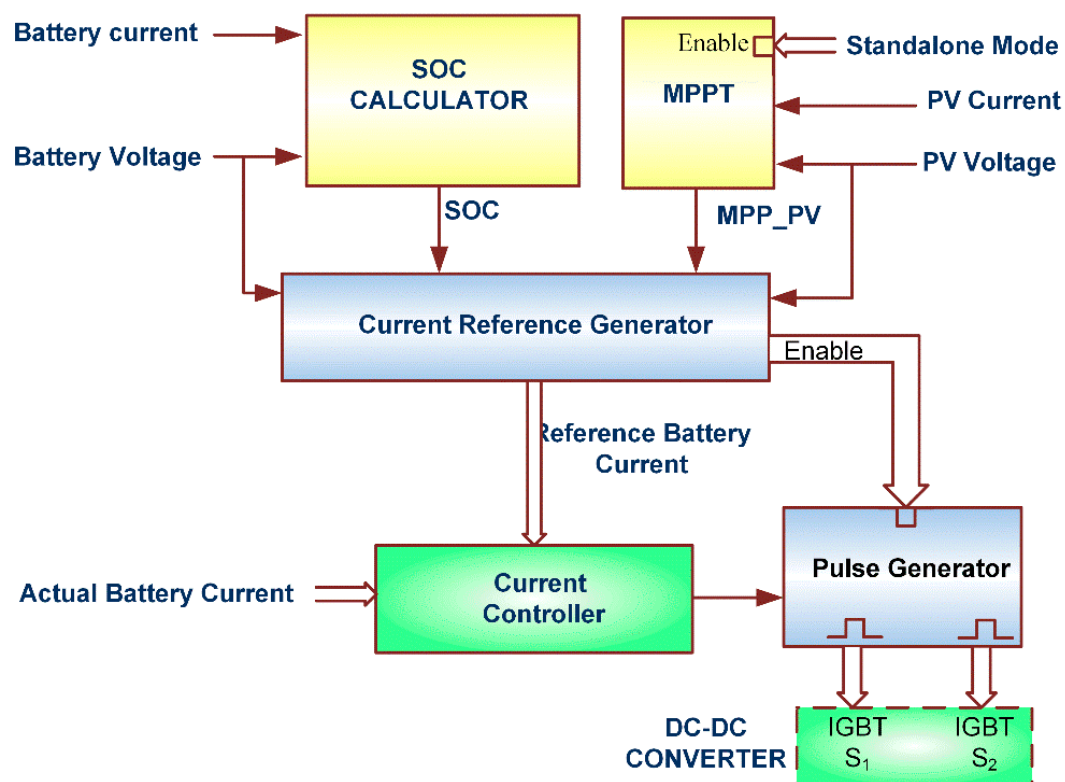 Battery current
SOC
CALCULATOR
Enable
Standalone Mode
MPPT
PV Current
Battery Voltage
PV Voltage
SOC
MPP_PV
Current Reference Generator
Enable
Reference Battery
Current
Pulse Generator
Actual Battery Current
Current
Controller
DC-DC
CONVERTER
IGBT
S₁
IGBT
S₂